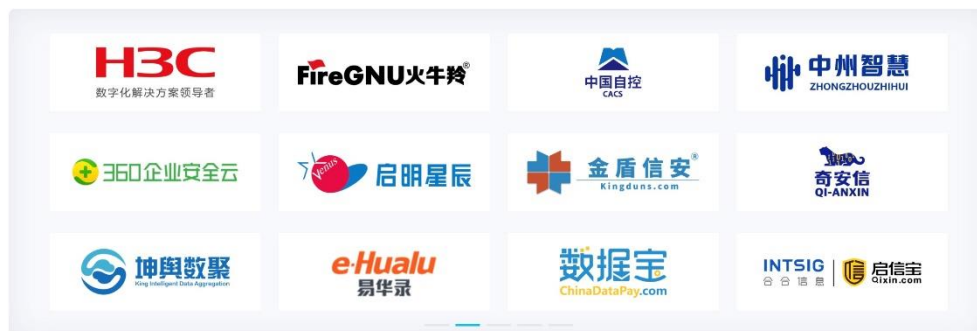 H3C
数字化解决方案领导者
FireGNU火牛羚®
中国自控
CACS
中州智慧
ZHONGZHOUZHIHUI
360企业安全云
Venus
启明星辰
金盾信安®
Kingduns.com
奇安信
QI-ANXIN
坤舆数聚
King Intelligent Data Aggregation
e·Hualu
易华录
数据宝
ChinaDataPay.com
INTSIG
合合信息
信
启信宝
Qixin.com